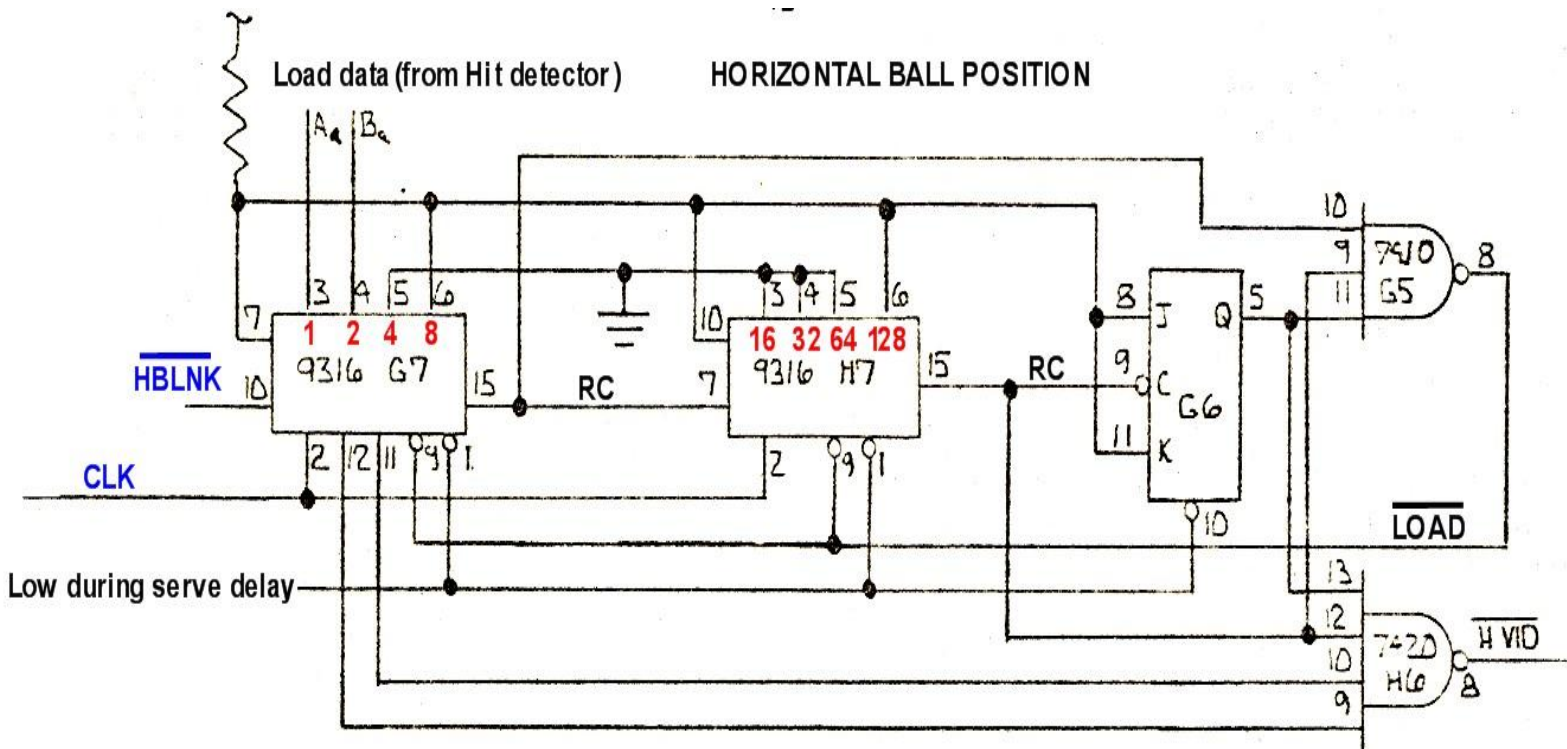 Load data (from Hit detector) HORIZONTAL BALL POSITION
Aa Ba
10
9 7410 8
11 G5
3 4 5 6
7 1 2 4 8
9316 G7
HBLNK
10 15 RC
2 12 11 9 1
CLK
3 4 5 6
10 16 32 64 128
9316 H7
7 15 RC
2 9 1
8 J Q 5
9 C
G6
11 K
10
LOAD
Low during serve delay
13
12
7420 H VID
10 H6 8
9